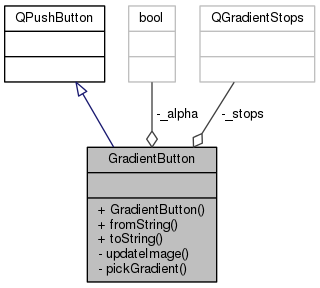 QPushButton
bool
QGradientStops
-_alpha
-_stops
GradientButton
+ GradientButton()
+ fromString()
+ toString()
- updateImage()
- pickGradient()